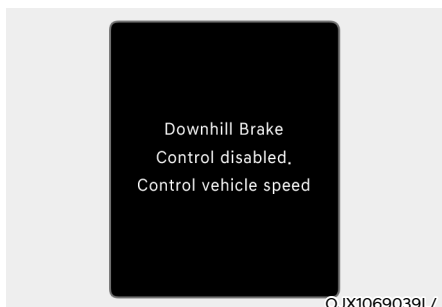 Downhill Brake
Control disabled.
Control vehicle speed
OJX1069039L/